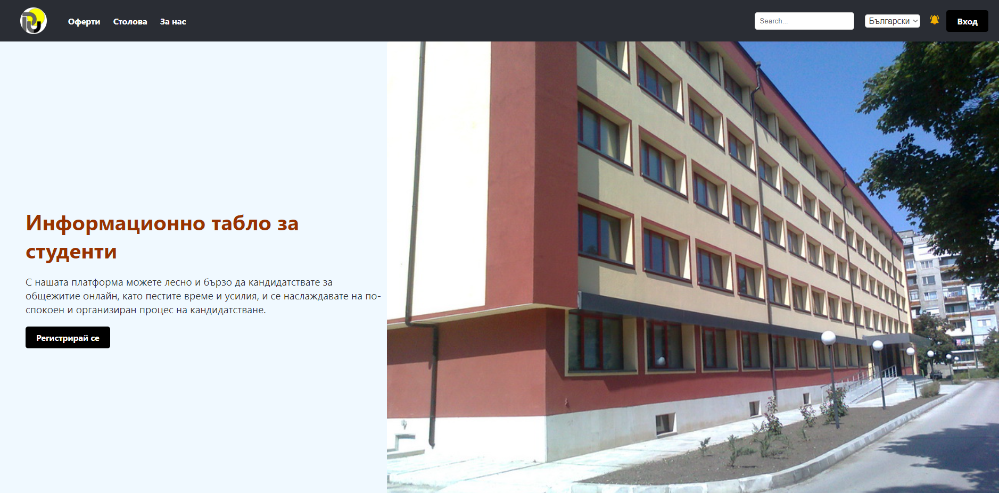 Оферти Столова За нас Search... Български Вход
Информационно табло за
студенти
С нашата платформа можете лесно и бързо да кандидатствате за
общежитие онлайн, като пестите време и усилия, и се наслаждавате на по-
спокоен и организиран процес на кандидатстване.
Регистрирай се